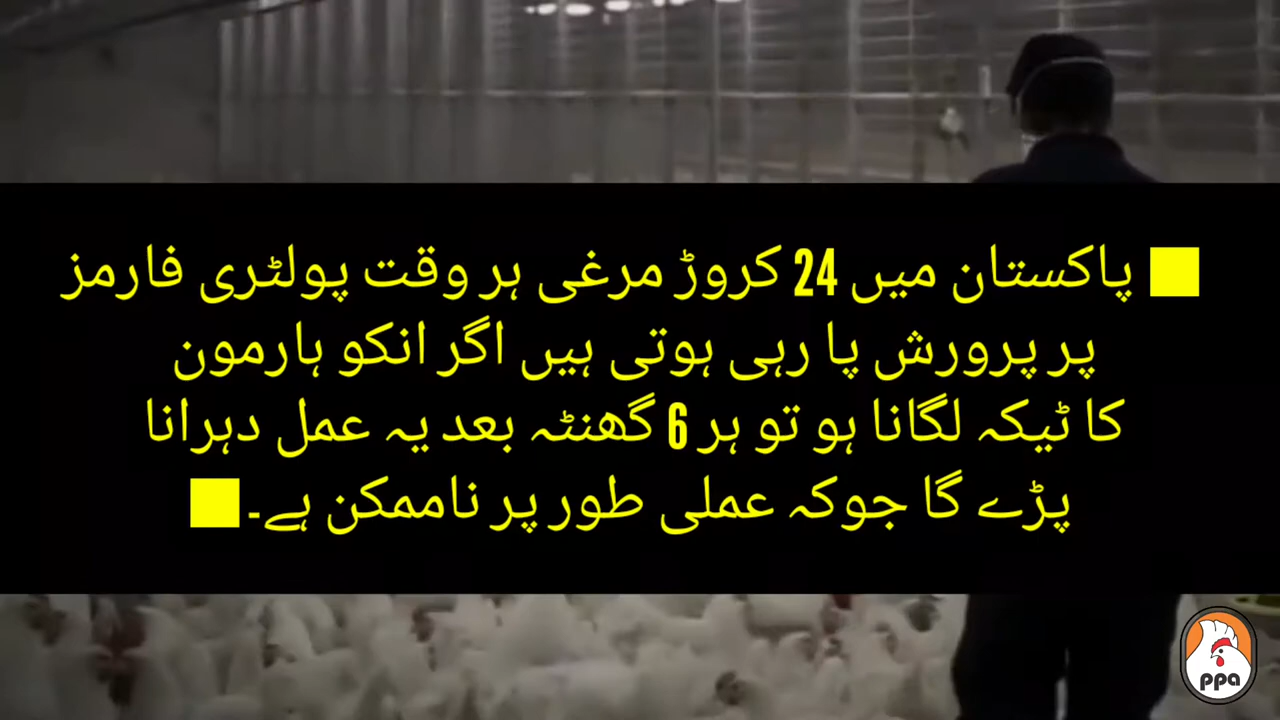 ■ پاکستان میں 24 کروڑ مرغی ہر وقت پولٹری فارمز
پر پرورش پا رہی ہوتی ہیں اگر انکو ہارمون
کا ٹیکہ لگانا ہو تو ہر 6 گھنٹہ بعد یہ عمل دہرانا
پڑے گا جوکہ عملی طور پر ناممکن ہے۔■
ppa